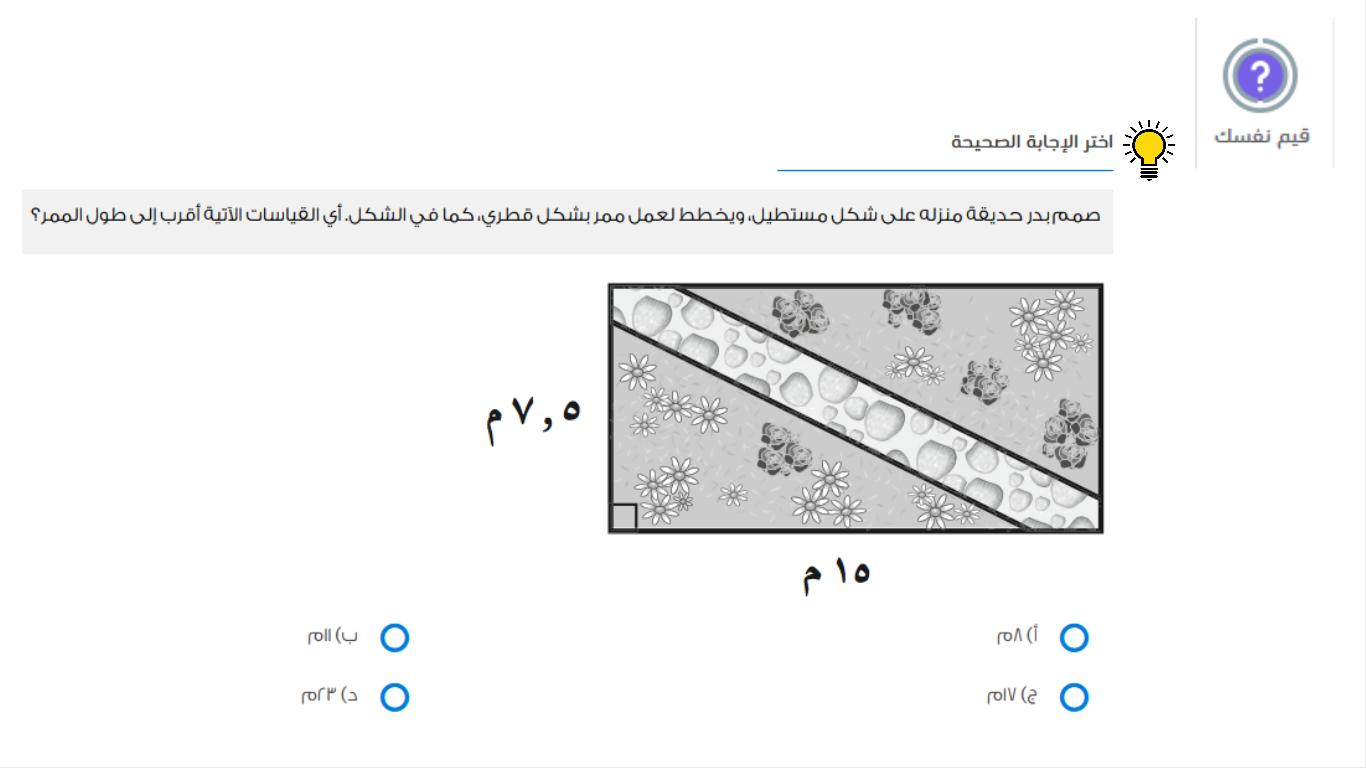 ?
قيم نفسك
اختر الإجابة الصحيحة
صمم بدر حديقة منزله على شكل مستطيل، ويخطط لعمل ممر بشكل قطري، كما في الشكل. أي القياسات الآتية أقرب إلى طول الممر؟
٧,٥ م
١٥ م
أ) ٨م
ب) ١١م
ج) ١٧م
د) ٢٣م